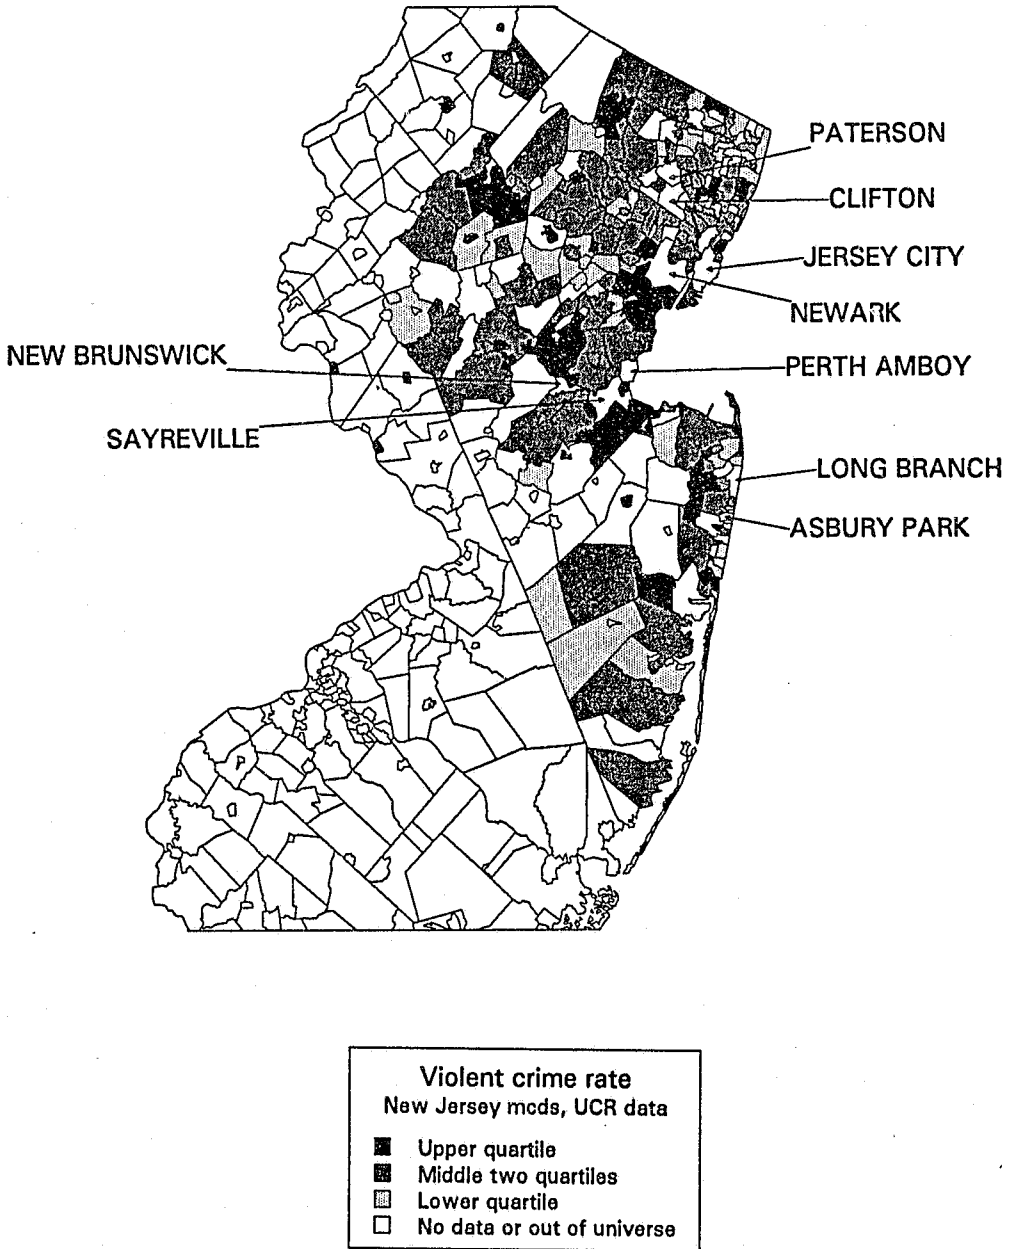 PATERSON
CLIFTON
JERSEY CITY
NEWARK
NEW BRUNSWICK
PERTH AMBOY
SAYREVILLE
LONG BRANCH
ASBURY PARK
Violent crime rate
New Jersey mcds, UCR data
Upper quartile
Middle two quartiles
Lower quartile
No data or out of universe